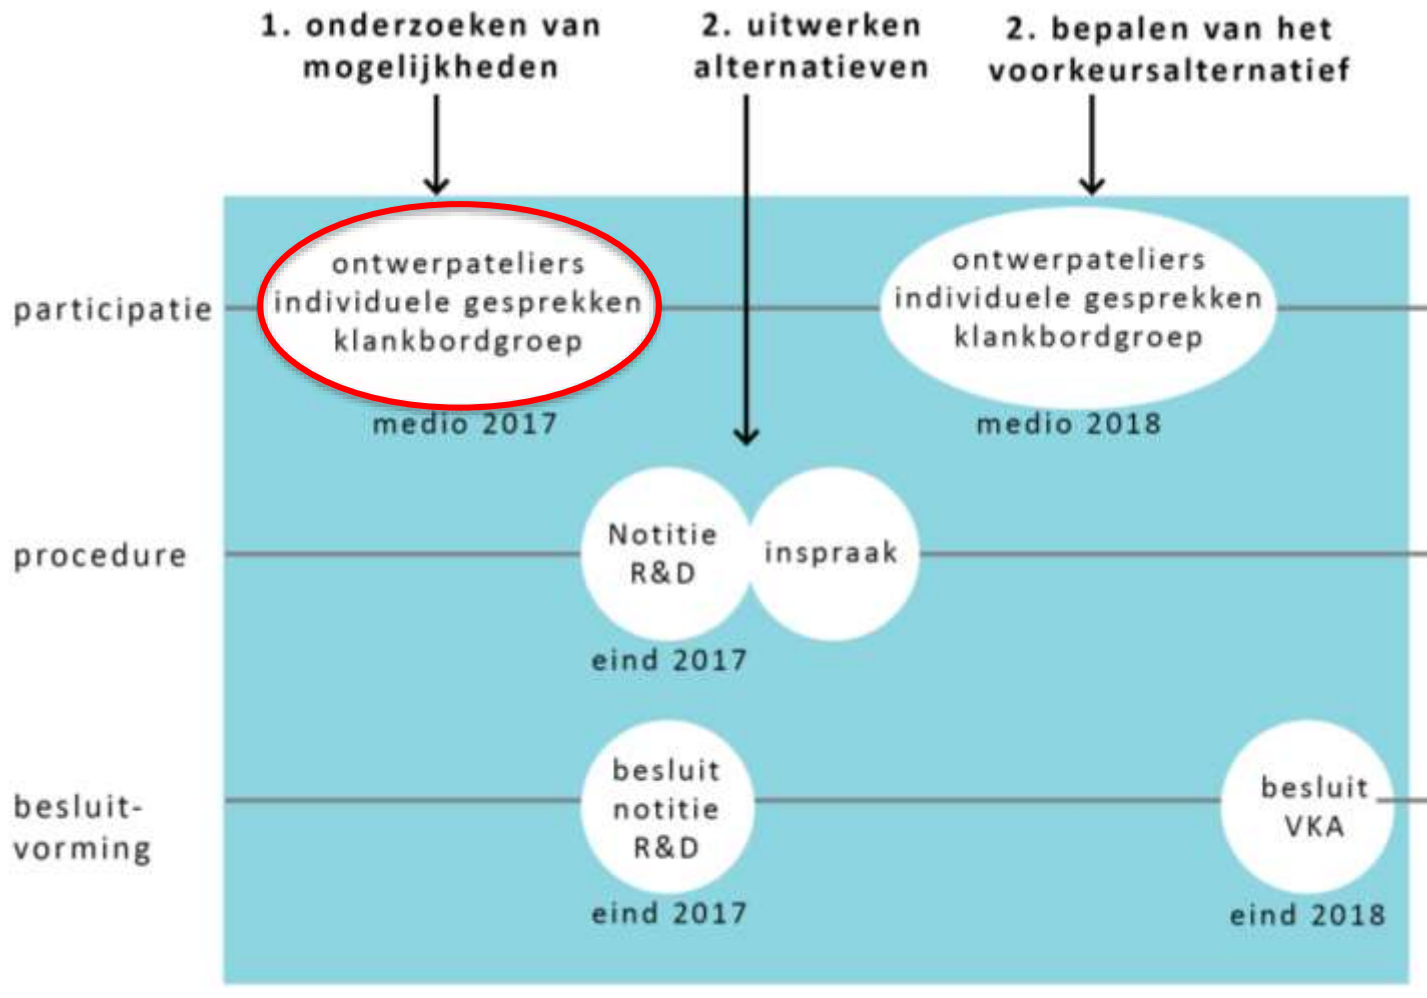 1. onderzoeken van
mogelijkheden
2. uitwerken
alternatieven
2. bepalen van het
voorkeursalternatief
participatie
ontwerpateliers
individuele gesprekken
klankbordgroep
medio 2017
ontwerpateliers
individuele gesprekken
klankbordgroep
medio 2018
procedure
Notitie
R&D
inspraak
eind 2017
besluit-
vorming
besluit
notitie
R&D
eind 2017
besluit
VKA
eind 2018